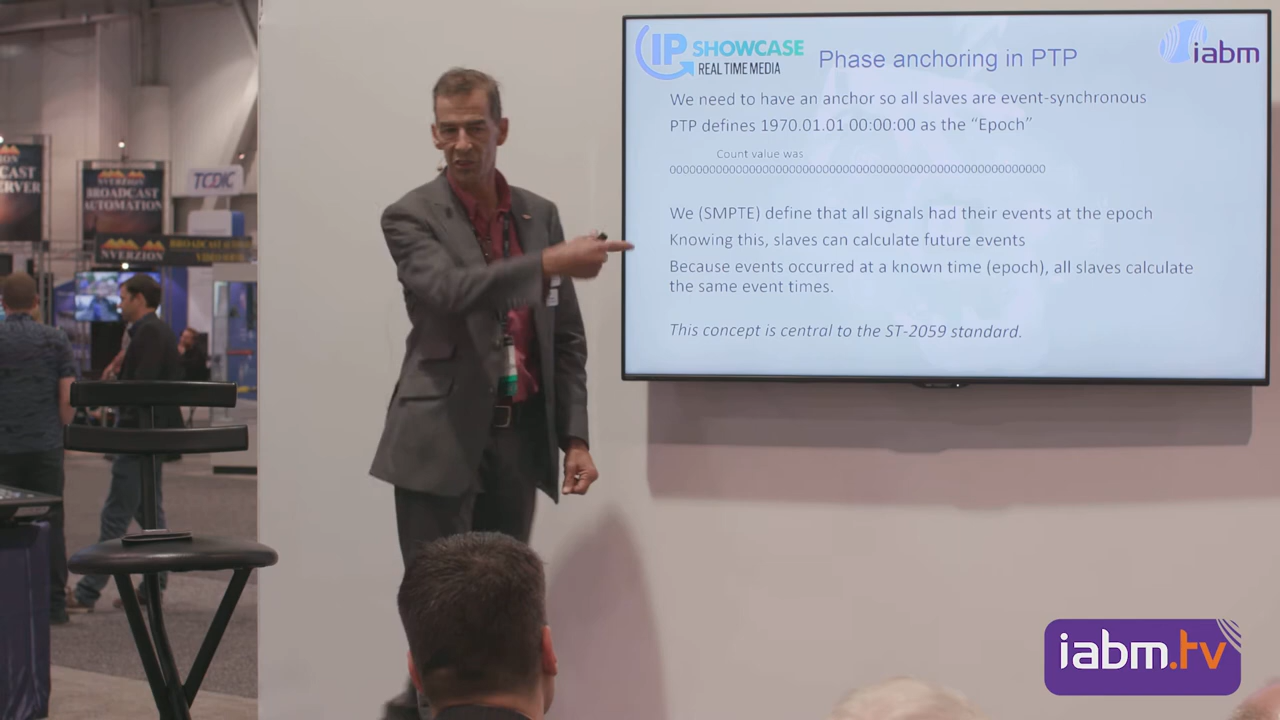 IP SHOWCASE
REAL TIME MEDIA
Phase anchoring in PTP
iabm
We need to have an anchor so all slaves are event-synchronous
PTP defines 1970.01.01 00:00:00 as the “Epoch”
Count value was
We (SMPTE) define that all signals had their events at the epoch
Knowing this, slaves can calculate future events
Because events occurred at a known time (epoch), all slaves calculate
the same event times.
This concept is central to the ST-2059 standard.
NVERZION
BROADCAST
AUTOMATION
NVERZION
iabm.tv